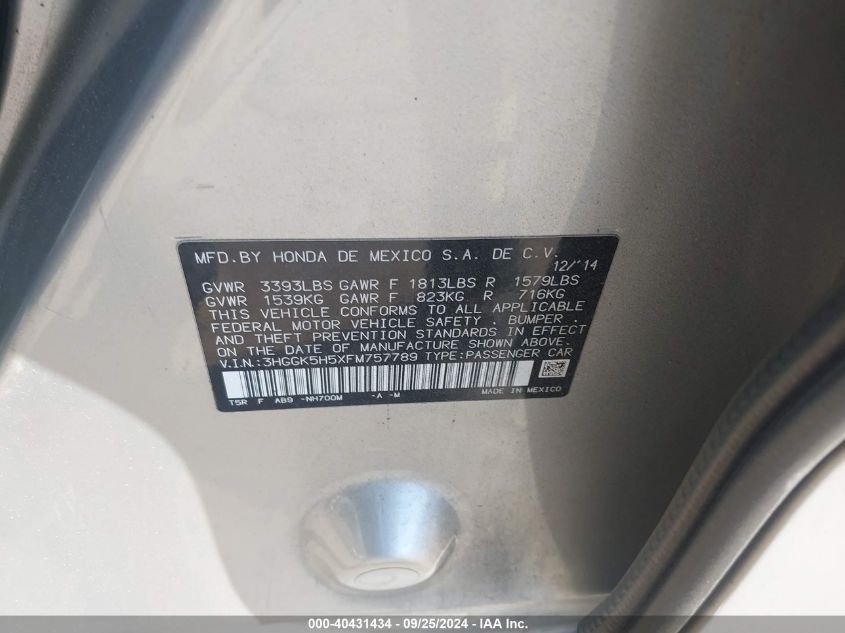 MFD.BY HONDA DE MEXICO S.A. DE C.V.
12/'14
GVWR 3393LBS GAWR F 1813LBS R 1579LBS
GVWR 1539KG GAWR F 823KG R 716KG
THIS VEHICLE CONFORMS TO ALL APPLICABLE
FEDERAL MOTOR VEHICLE SAFETY , BUMPER ,
AND THEFT PREVENTION STANDARDS IN EFFECT
ON THE DATE OF MANUFACTURE SHOWN ABOVE.
V.I.N.:3HGGK5H5XFM757789 TYPE:PASSENGER CAR
T5R F AB9 -NH700M -A -M MADE IN MEXICO
000-40431434 - 09/25/2024 - IAA Inc.